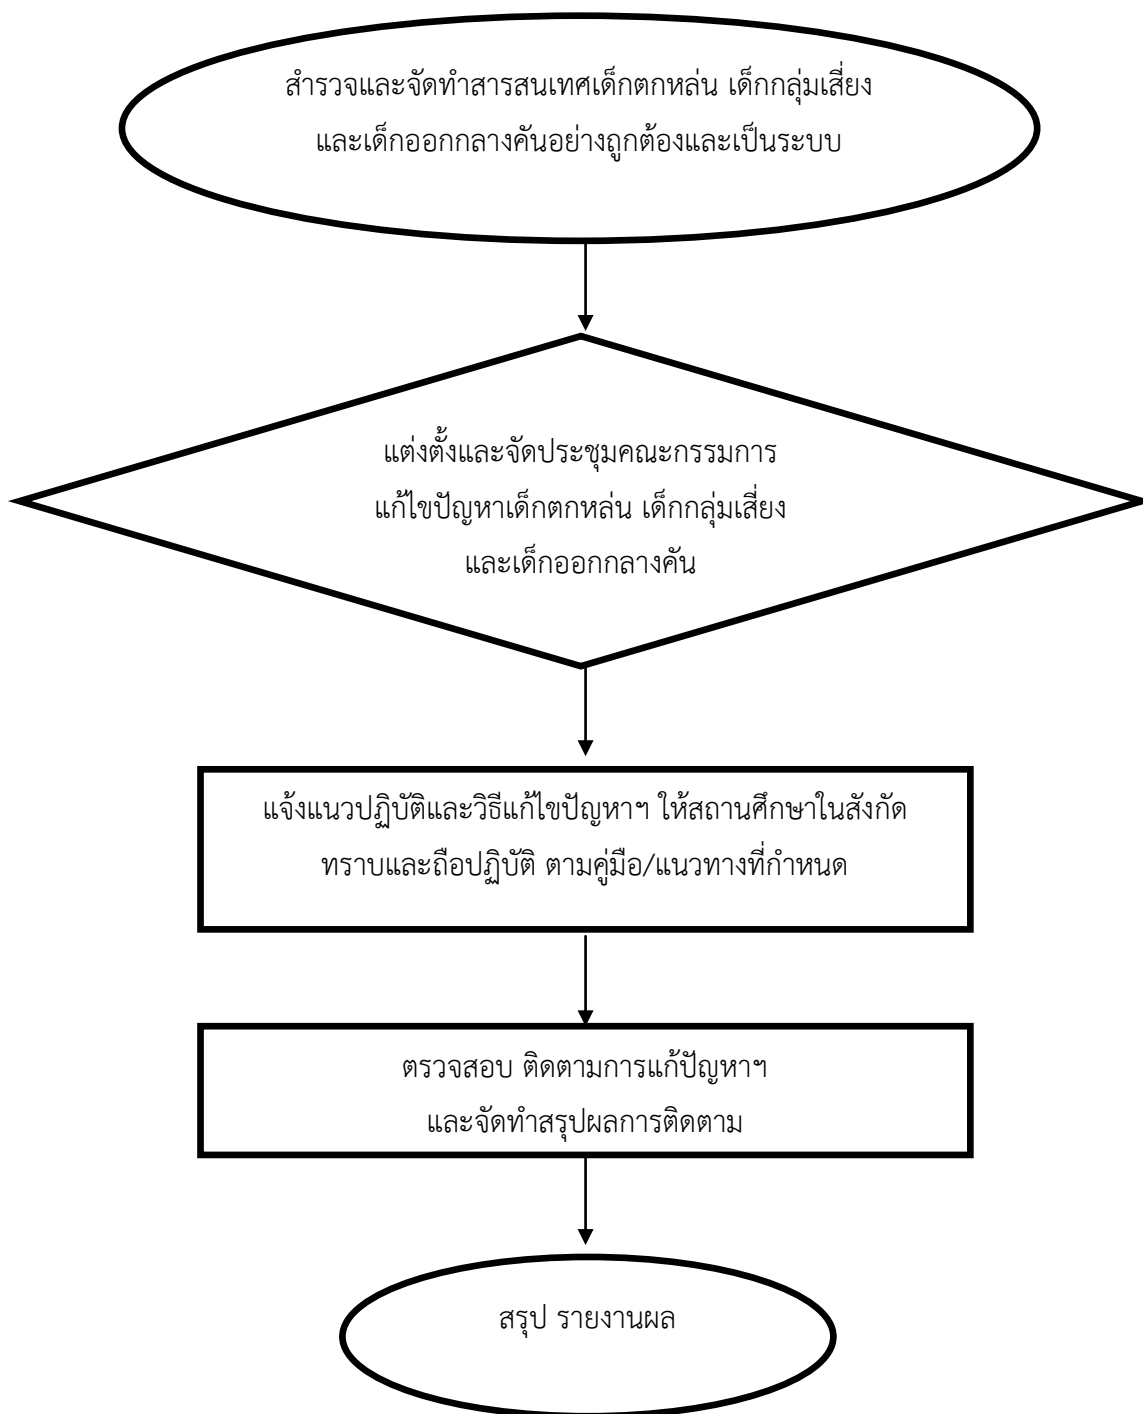 สำรวจและจัดทำสารสนเทศเด็กตกหล่น เด็กกลุ่มเสี่ยง
และเด็กออกกลางคันอย่างถูกต้องและเป็นระบบ
แต่งตั้งและจัดประชุมคณะกรรมการ
แก้ไขปัญหาเด็กตกหล่น เด็กกลุ่มเสี่ยง
และเด็กออกกลางคัน
แจ้งแนวปฏิบัติและวิธีแก้ไขปัญหาฯ ให้สถานศึกษาในสังกัด
ทราบและถือปฏิบัติ ตามคู่มือ/แนวทางที่กำหนด
ตรวจสอบ ติดตามการแก้ปัญหาฯ
และจัดทำสรุปผลการติดตาม
สรุป รายงานผล